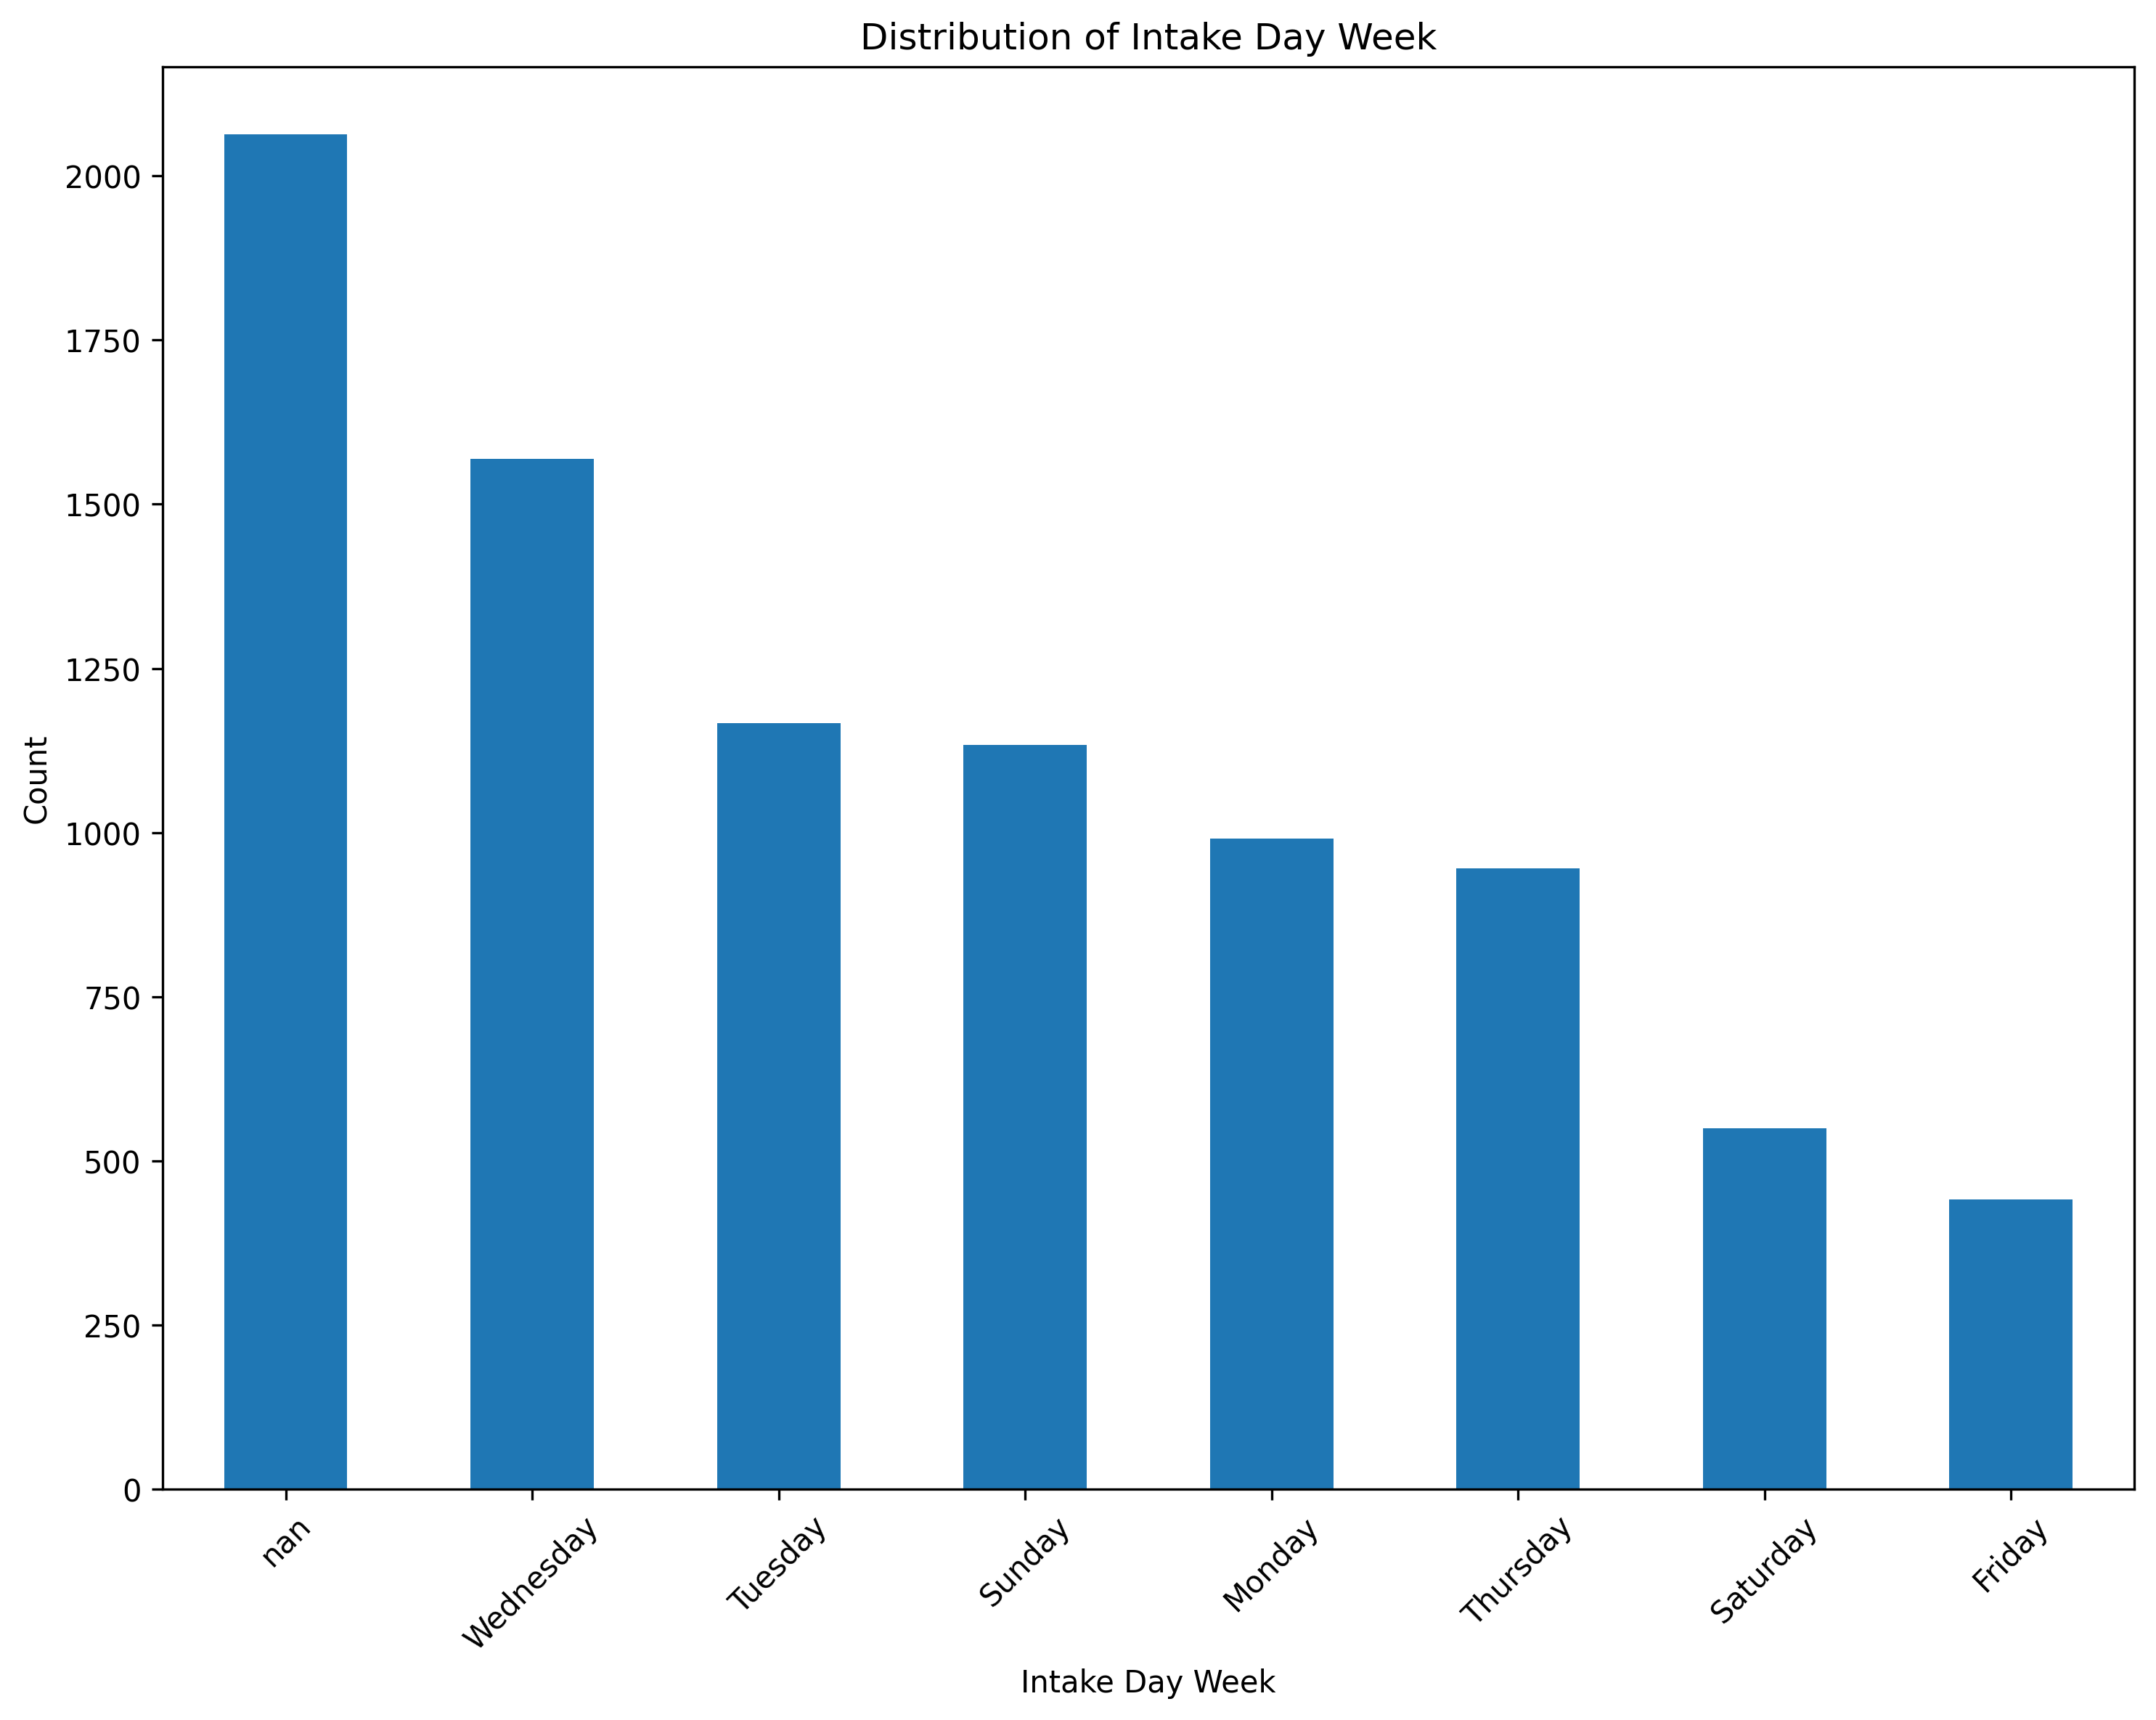 Distribution of Intake Day Week
Count
2000
1750
1500
1250
1000
750
500
250
0
nan
Wednesday
Tuesday
Sunday
Monday
Thursday
Saturday
Friday
Intake Day Week